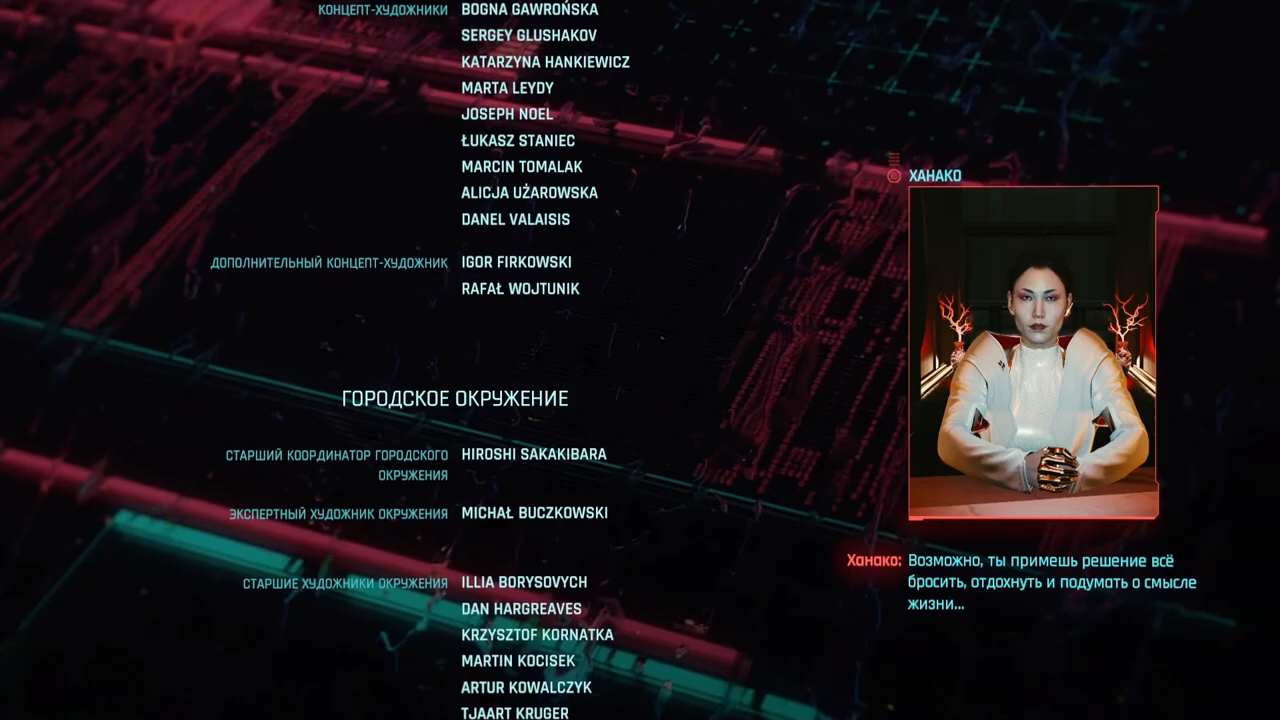 КОНЦЕПТ-ХУДОЖНИКИ BOGNA GAWROŃSKA
SERGEY GLUSHAKOV
KATARZYNA HANKIEWICZ
MARTA LEYDY
JOSEPH NOEL
ŁUKASZ STANIEC
MARCIN TOMALAK
ALICJA UŻAROWSKA
DANEL VALAISIS
ДОПОЛНИТЕЛЬНЫЙ КОНЦЕПТ-ХУДОЖНИК IGOR FIRKOWSKI
RAFAŁ WOJTUNIK
ГОРОДСКОЕ ОКРУЖЕНИЕ
СТАРШИЙ КООРДИНАТОР ГОРОДСКОГО HIROSHI SAKAKIBARA
ОКРУЖЕНИЯ
ЭКСПЕРТНЫЙ ХУДОЖНИК ОКРУЖЕНИЯ MICHAŁ BUCZKOWSKI
СТАРШИЕ ХУДОЖНИКИ ОКРУЖЕНИЯ ILLIA BORYSOVYCH
DAN HARGREAVES
KRZYSZTOF KORNATKA
MARTIN KOCISEK
ARTUR KOWALCZYK
TJAART KRUGER
ХАНАКО
Ханако: Возможно, ты примешь решение всё
бросить, отдохнуть и подумать о смысле
жизни...